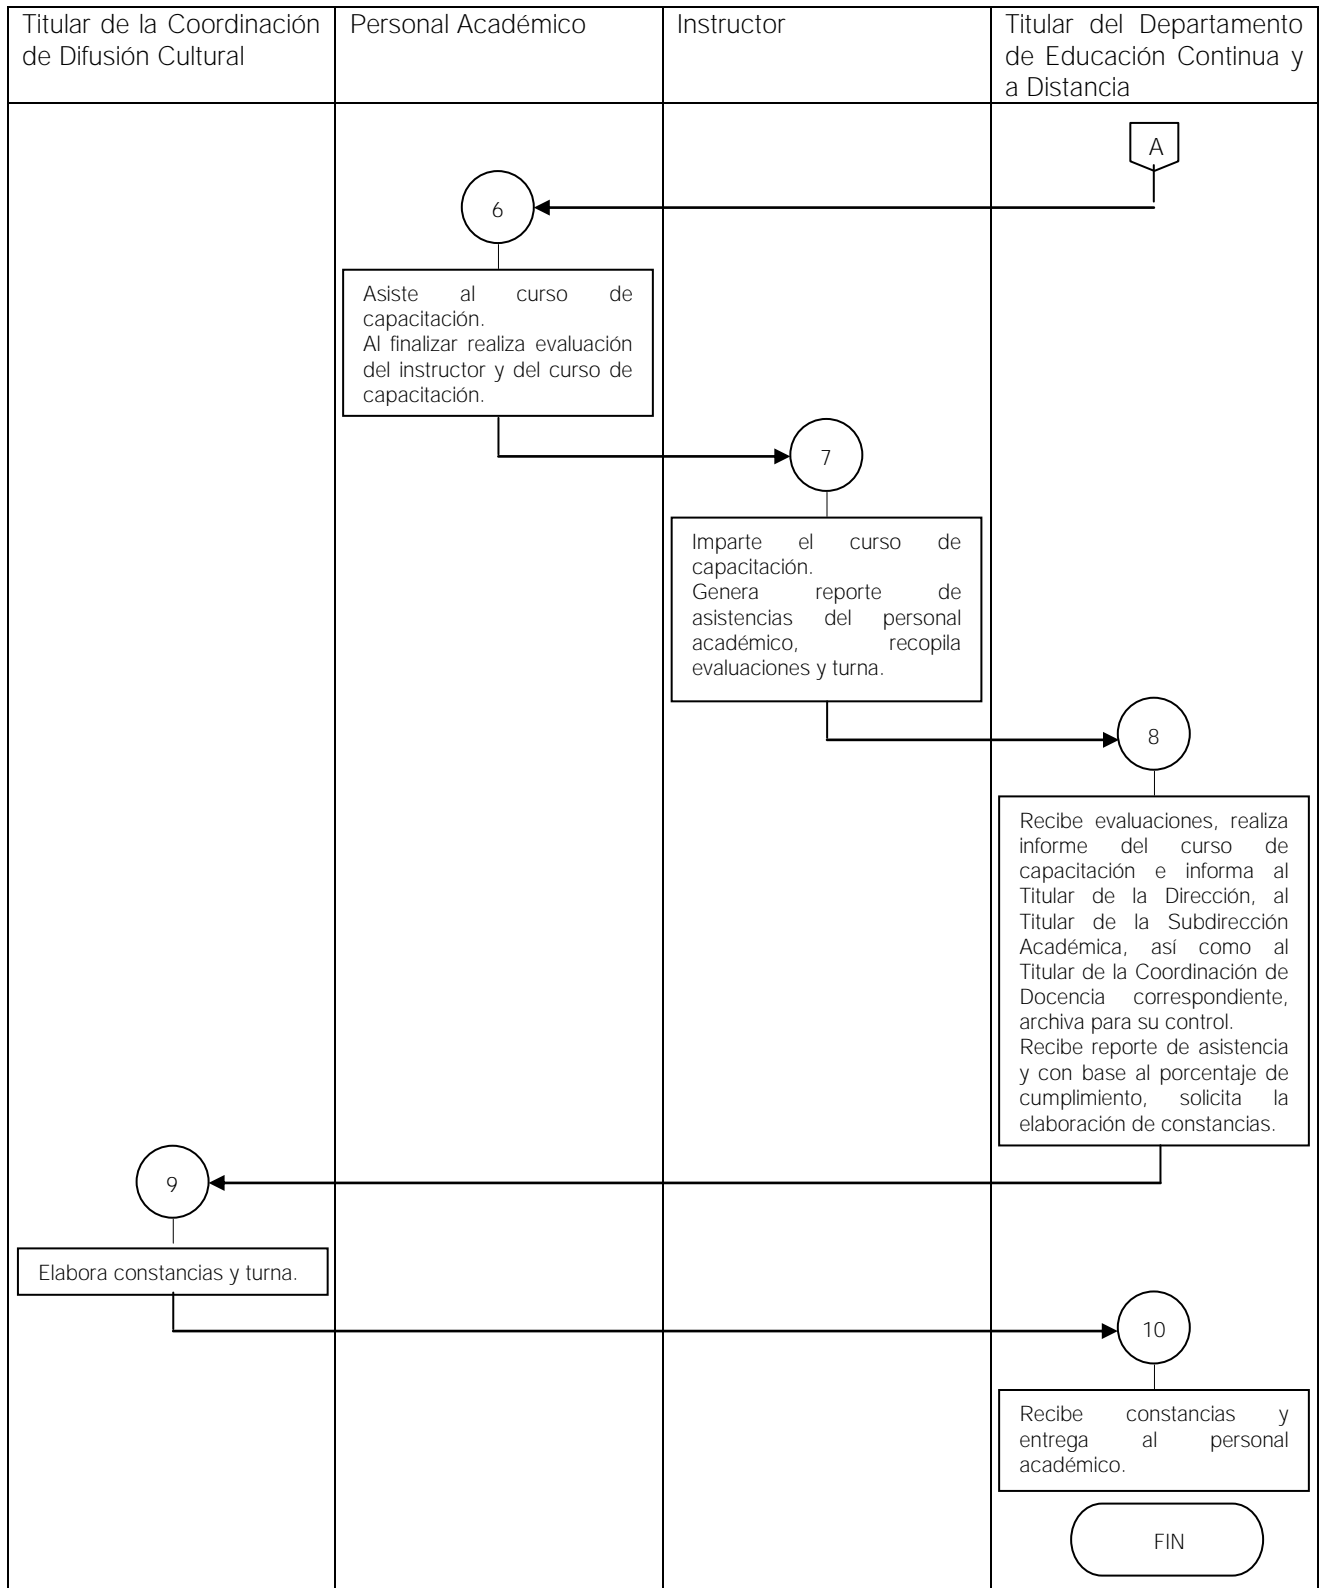 Titular de la Coordinación
de Difusión Cultural
Personal Académico
Instructor
Titular del Departamento
de Educación Continua y
a Distancia
A
6
Asiste al curso de
capacitación.
Al finalizar realiza evaluación
del instructor y del curso de
capacitación.
7
Imparte el curso de
capacitación.
Genera reporte de
asistencias del personal
académico, recopila
evaluaciones y turna.
8
Recibe evaluaciones, realiza
informe del curso de
capacitación e informa al
Titular de la Dirección, al
Titular de la Subdirección
Académica, así como al
Titular de la Coordinación de
Docencia correspondiente,
archiva para su control.
Recibe reporte de asistencia
y con base al porcentaje de
cumplimiento, solicita la
elaboración de constancias.
9
Elabora constancias y turna.
10
Recibe constancias y
entrega al personal
académico.
FIN